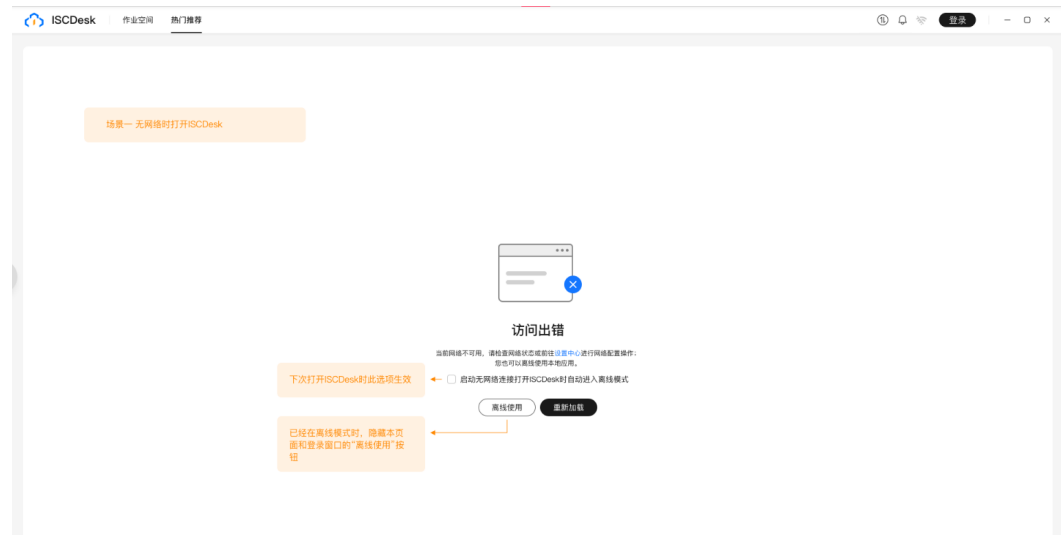 ISCDesk 作业空间 热门推荐 登录
场景一 无网络时打开ISCDesk
访问出错
当前网络不可用，请检查网络状态或前往设置中心进行网络配置操作；
您也可以离线使用本地应用。
下次打开ISCDesk时此选项生效
启动无网络连接打开ISCDesk时自动进入离线模式
离线使用 重新加载
已经在离线模式时，隐藏本页
面和登录窗口的“离线使用”按
钮